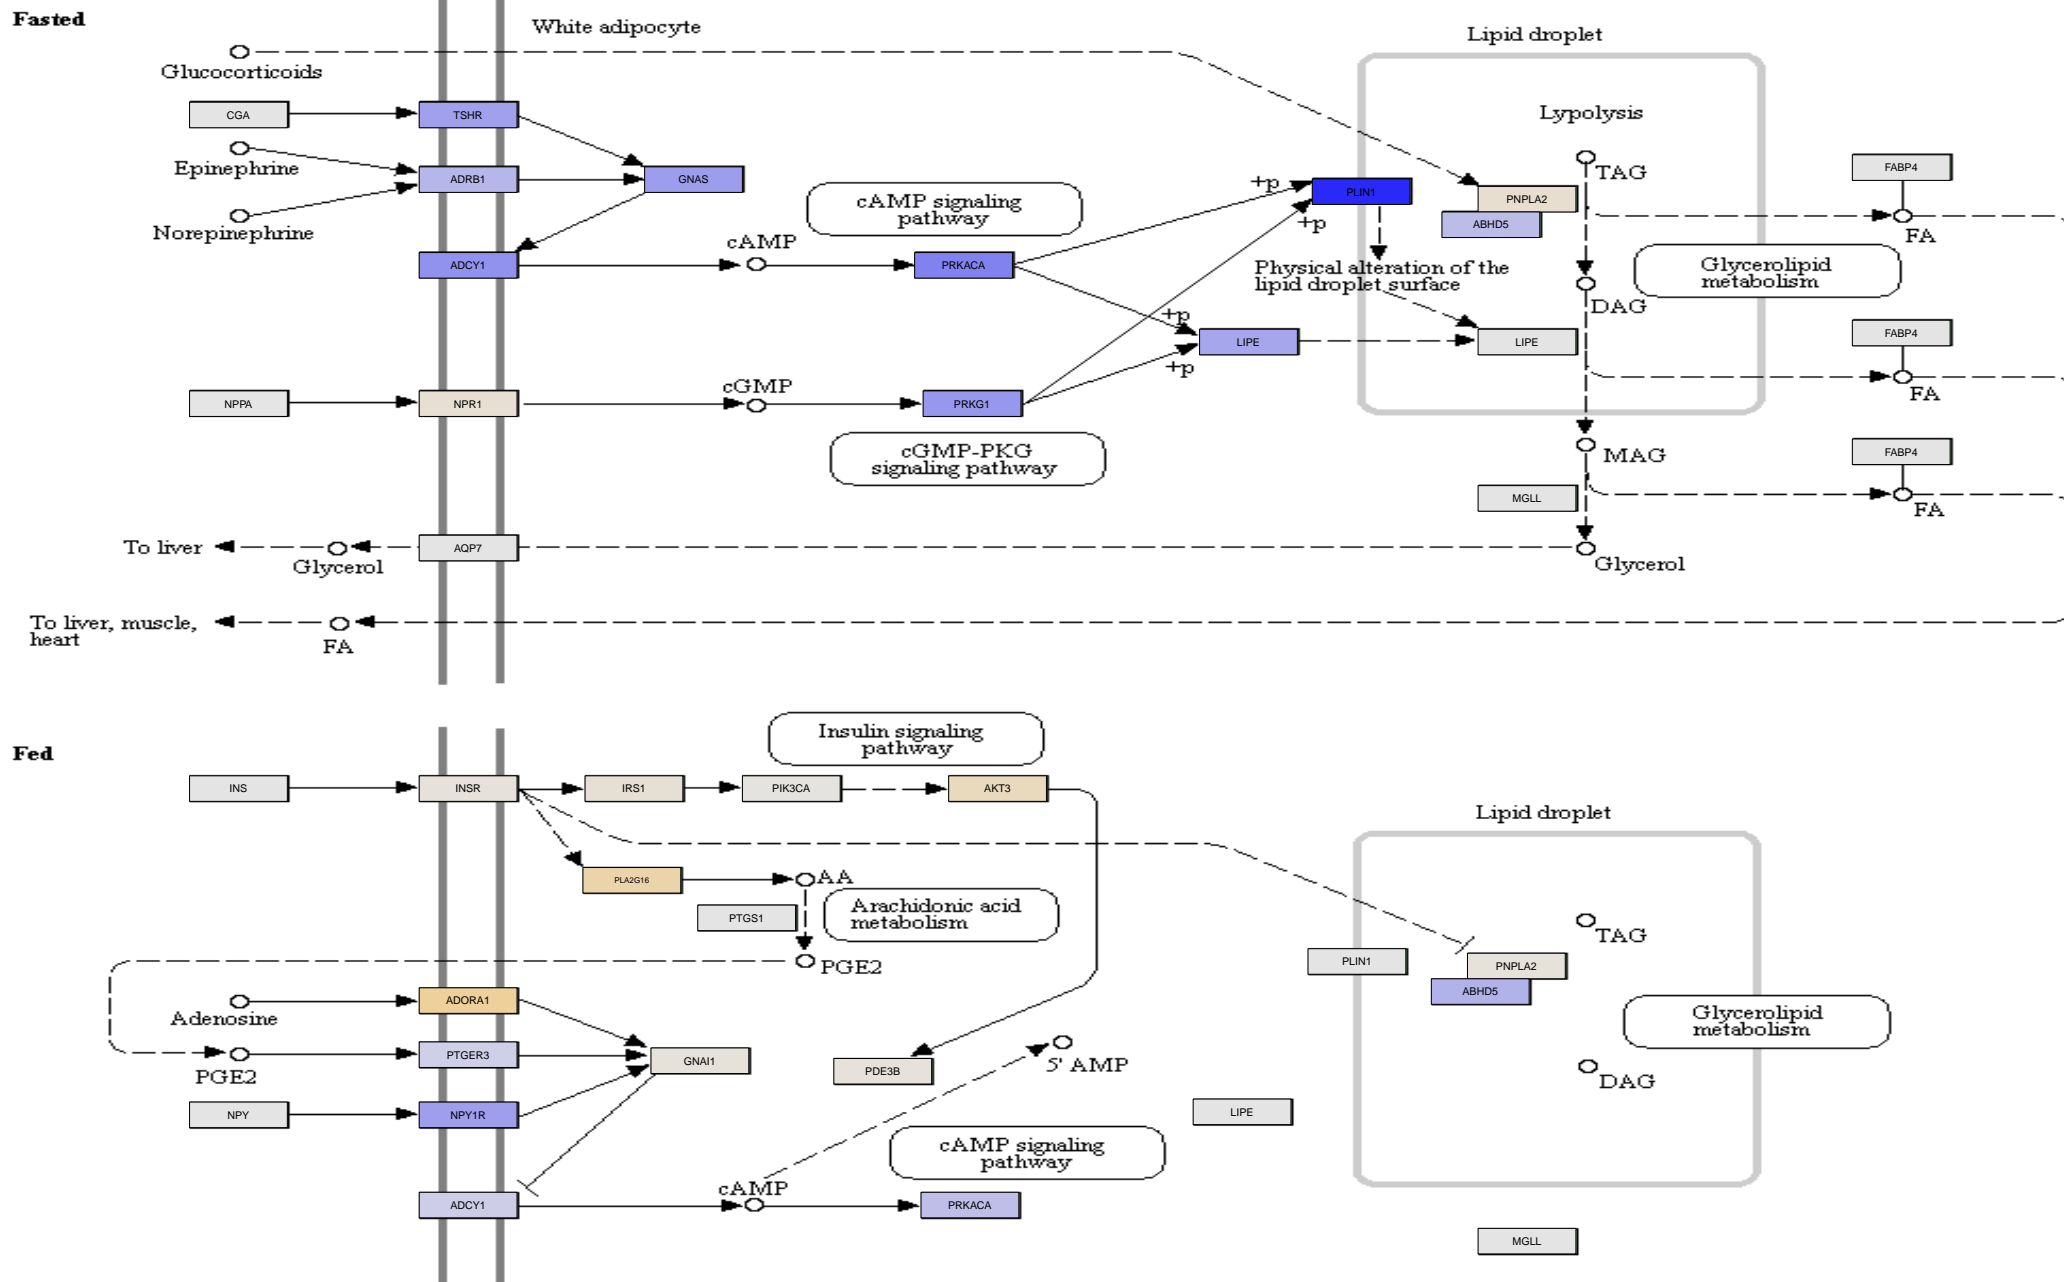 Fasted
White adipocyte
Lipid droplet
Glucocorticoids
CGA
TSHR
Lypolysis
Epinephrine
ADRB1
GNAS
cAMP signaling
pathway
+p
PLIN1
PNPLA2
ABHD5
TAG
FABP4
Norepinephrine
+p
FA
ADCY1
cAMP
PRKACA
Physical alteration of the
lipid droplet surface
Glycerolipid
metabolism
DAG
+p
LIPE
LIPE
FABP4
+p
NPPA
NPR1
cGMP
PRKG1
FA
cGMP-PKG
signaling pathway
MAG
FABP4
MGLL
FA
To liver
Glycerol
AQP7
Glycerol
To liver, muscle,
heart
FA
Fed
Insulin signaling
pathway
INS
INSR
IRS1
PIK3CA
AKT3
Lipid droplet
PLA2G16
AA
PTGS1
Arachidonic acid
metabolism
PGE2
TAG
PLIN1
PNPLA2
ABHD5
Adenosine
ADORA1
Glycerolipid
metabolism
PGE2
PTGER3
GNAI1
PDE3B
5' AMP
DAG
NPY
NPY1R
LIPE
cAMP signaling
pathway
ADCY1
cAMP
PRKACA
MGLL